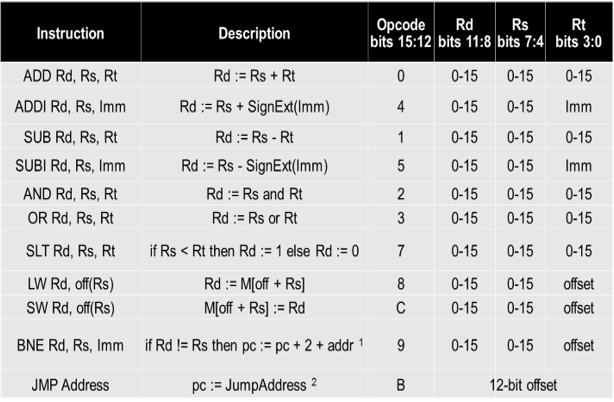 Instruction Description Opcode bits 15:12 Rd bits 11:8 Rs bits 7:4 Rt bits 3:0
ADD Rd, Rs, Rt Rd := Rs + Rt 0 0-15 0-15 0-15
ADDI Rd, Rs, Imm Rd := Rs + SignExt(Imm) 4 0-15 0-15 Imm
SUB Rd, Rs, Rt Rd := Rs - Rt 1 0-15 0-15 0-15
SUBI Rd, Rs, Imm Rd := Rs - SignExt(Imm) 5 0-15 0-15 Imm
AND Rd, Rs, Rt Rd := Rs and Rt 2 0-15 0-15 0-15
OR Rd, Rs, Rt Rd := Rs or Rt 3 0-15 0-15 0-15
SLT Rd, Rs, Rt if Rs < Rt then Rd := 1 else Rd := 0 7 0-15 0-15 0-15
LW Rd, off(Rs) Rd := M[off + Rs] 8 0-15 0-15 offset
SW Rd, off(Rs) M[off + Rs] := Rd C 0-15 0-15 offset
BNE Rd, Rs, Imm if Rd != Rs then pc := pc + 2 + addr ¹ 9 0-15 0-15 offset
JMP Address pc := JumpAddress ² B 12-bit offset